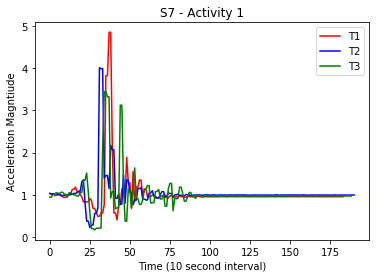 S7 - Activity 1
T1
T2
T3
Acceleration Magntiude
5
4
3
2
1
0
0 25 50 75 100 125 150 175
Time (10 second interval)